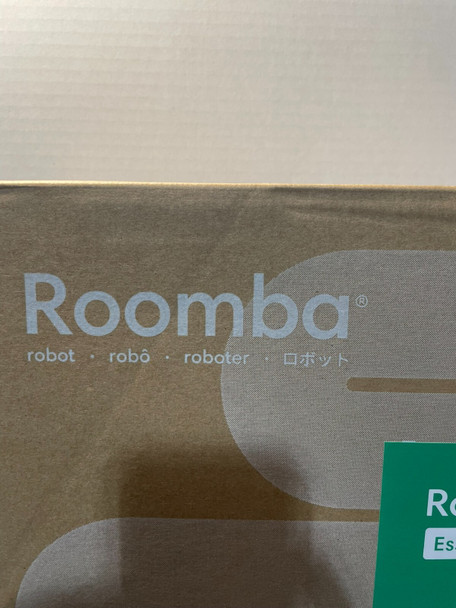 Roomba®
robot · robô · roboter · ロボット